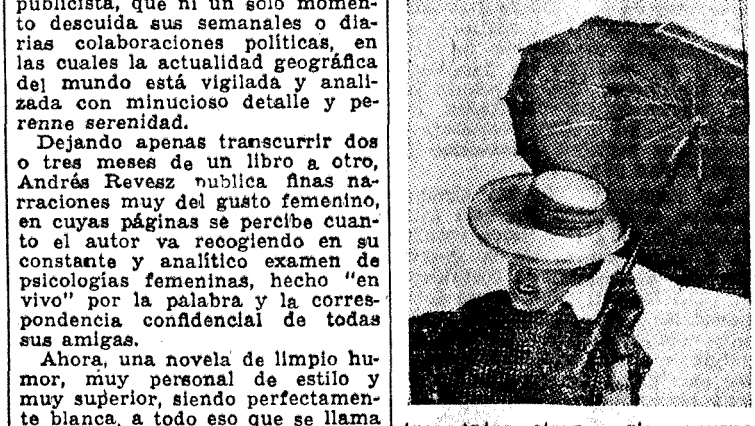 publicista, que ni un solo momen-
to descuida sus semanales o dia-
rias colaboraciones políticas, en
las cuales la actualidad geográfica
del mundo está vigilada y anali-
zada con minucioso detalle y pe-
renne serenidad.
Dejando apenas transcurrir dos
o tres meses de un libro a otro,
Andrés Revesz publica finas na-
rraciones muy del gusto femenino,
en cuyas páginas se percibe cuan-
to el autor va recogiendo en su
constante y analítico examen de
psicologías femeninas, hecho "en
vivo" por la palabra y la corres-
pondencia confidencial de todas
sus amigas.
Ahora, una novela de limpio hu-
mor, muy personal de estilo y
muy superior, siendo perfectamen-
te blanca, a todo eso que se llama